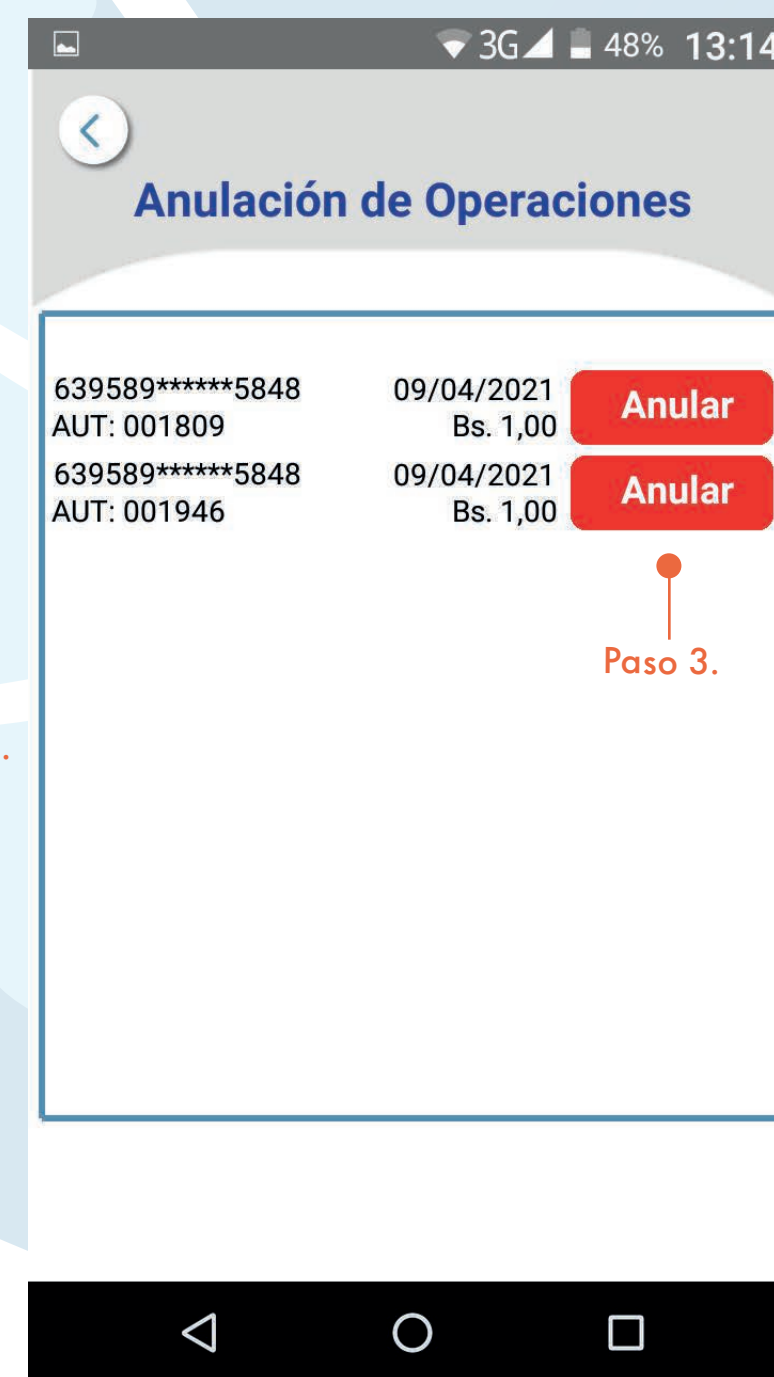 3G 48% 13:14
Anulación de Operaciones
639589******5848 09/04/2021 Anular
AUT: 001809 Bs. 1,00
639589******5848 09/04/2021 Anular
AUT: 001946 Bs. 1,00
Paso 3.
.